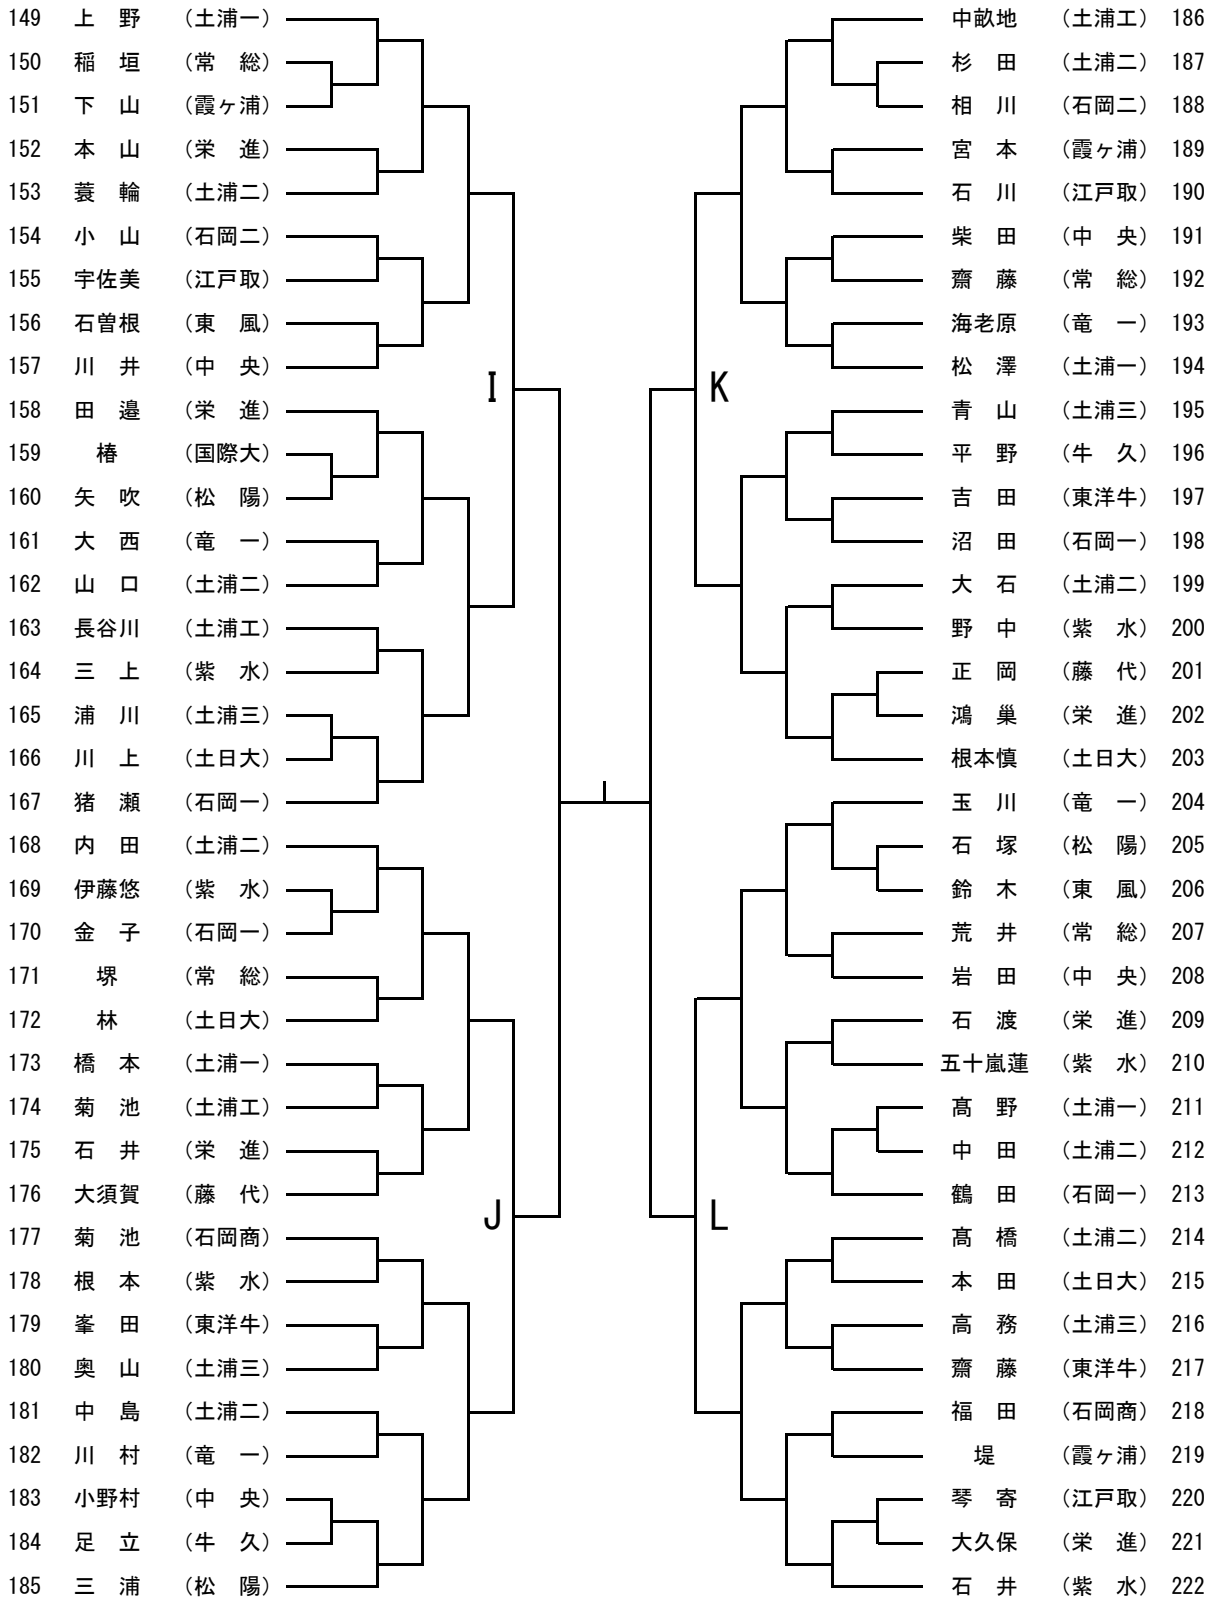 149 上 野 （土浦一）
150 稲 垣 （常 総）
151 下 山 （霞ヶ浦）
152 本 山 （栄 進）
153 蓑 輪 （土浦二）
154 小 山 （石岡二）
155 宇佐美 （江戸取）
156 石曽根 （東 風）
157 川 井 （中 央）
I
158 田 邉 （栄 進）
159 椿 （国際大）
160 矢 吹 （松 陽）
161 大 西 （竜 一）
162 山 口 （土浦二）
163 長谷川 （土浦工）
164 三 上 （紫 水）
165 浦 川 （土浦三）
166 川 上 （土日大）
167 猪 瀬 （石岡一）
168 内 田 （土浦二）
169 伊藤悠 （紫 水）
170 金 子 （石岡一）
171 堺 （常 総）
172 林 （土日大）
173 橋 本 （土浦一）
174 菊 池 （土浦工）
175 石 井 （栄 進）
176 大須賀 （藤 代）
J
177 菊 池 （石岡商）
178 根 本 （紫 水）
179 峯 田 （東洋牛）
180 奥 山 （土浦三）
181 中 島 （土浦二）
182 川 村 （竜 一）
183 小野村 （中 央）
184 足 立 （牛 久）
185 三 浦 （松 陽）
中畝地 （土浦工） 186
杉 田 （土浦二） 187
相 川 （石岡二） 188
宮 本 （霞ヶ浦） 189
石 川 （江戸取） 190
柴 田 （中 央） 191
齋 藤 （常 総） 192
海老原 （竜 一） 193
松 澤 （土浦一） 194
K
青 山 （土浦三） 195
平 野 （牛 久） 196
吉 田 （東洋牛） 197
沼 田 （石岡一） 198
大 石 （土浦二） 199
野 中 （紫 水） 200
正 岡 （藤 代） 201
鴻 巣 （栄 進） 202
根本慎 （土日大） 203
玉 川 （竜 一） 204
石 塚 （松 陽） 205
鈴 木 （東 風） 206
荒 井 （常 総） 207
岩 田 （中 央） 208
石 渡 （栄 進） 209
五十嵐蓮 （紫 水） 210
髙 野 （土浦一） 211
中 田 （土浦二） 212
鶴 田 （石岡一） 213
L
髙 橋 （土浦二） 214
本 田 （土日大） 215
高 務 （土浦三） 216
齋 藤 （東洋牛） 217
福 田 （石岡商） 218
堤 （霞ヶ浦） 219
琴 寄 （江戸取） 220
大久保 （栄 進） 221
石 井 （紫 水） 222